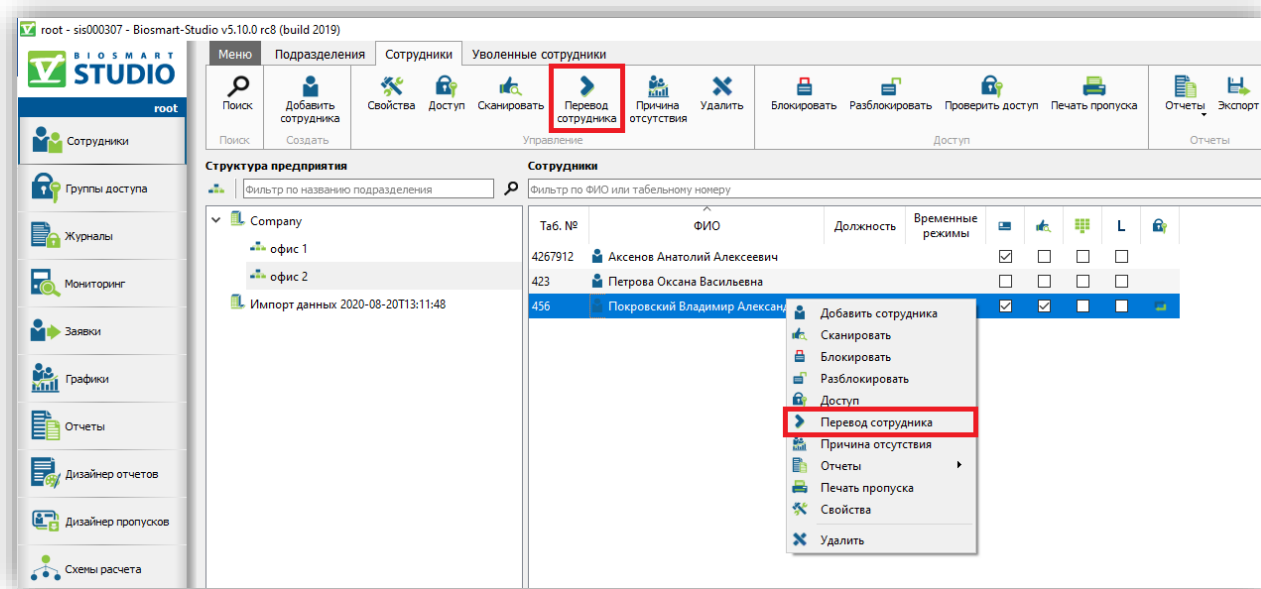 root - sis000307 - Biosmart-Studio v5.10.0 rc8 (build 2019)
BIOSMART
STUDIO
root
Сотрудники
Группы доступа
Журналы
Мониторинг
Заявки
Графики
Отчеты
Дизайнер отчетов
Дизайнер пропусков
Схемы расчета
Меню Подразделения Сотрудники Уволенные сотрудники
Поиск Добавить сотрудника Свойства Доступ Сканировать Перевод сотрудника Причина отсутствия Удалить Блокировать Разблокировать Проверить доступ Печать пропуска Отчеты Экспорт
Поиск Создать Управление Доступ Отчеты
Структура предприятия
Фильтр по названию подразделения
Company
офис 1
офис 2
Импорт данных 2020-08-20T13:11:48
Сотрудники
Фильтр по ФИО или табельному номеру
Таб. № ФИО Должность Временные режимы L
4267912 Аксенов Анатолий Алексеевич
423 Петрова Оксана Васильевна
456 Покровский Владимир Алексан
Добавить сотрудника
Сканировать
Блокировать
Разблокировать
Доступ
Перевод сотрудника
Причина отсутствия
Отчеты
Печать пропуска
Свойства
Удалить